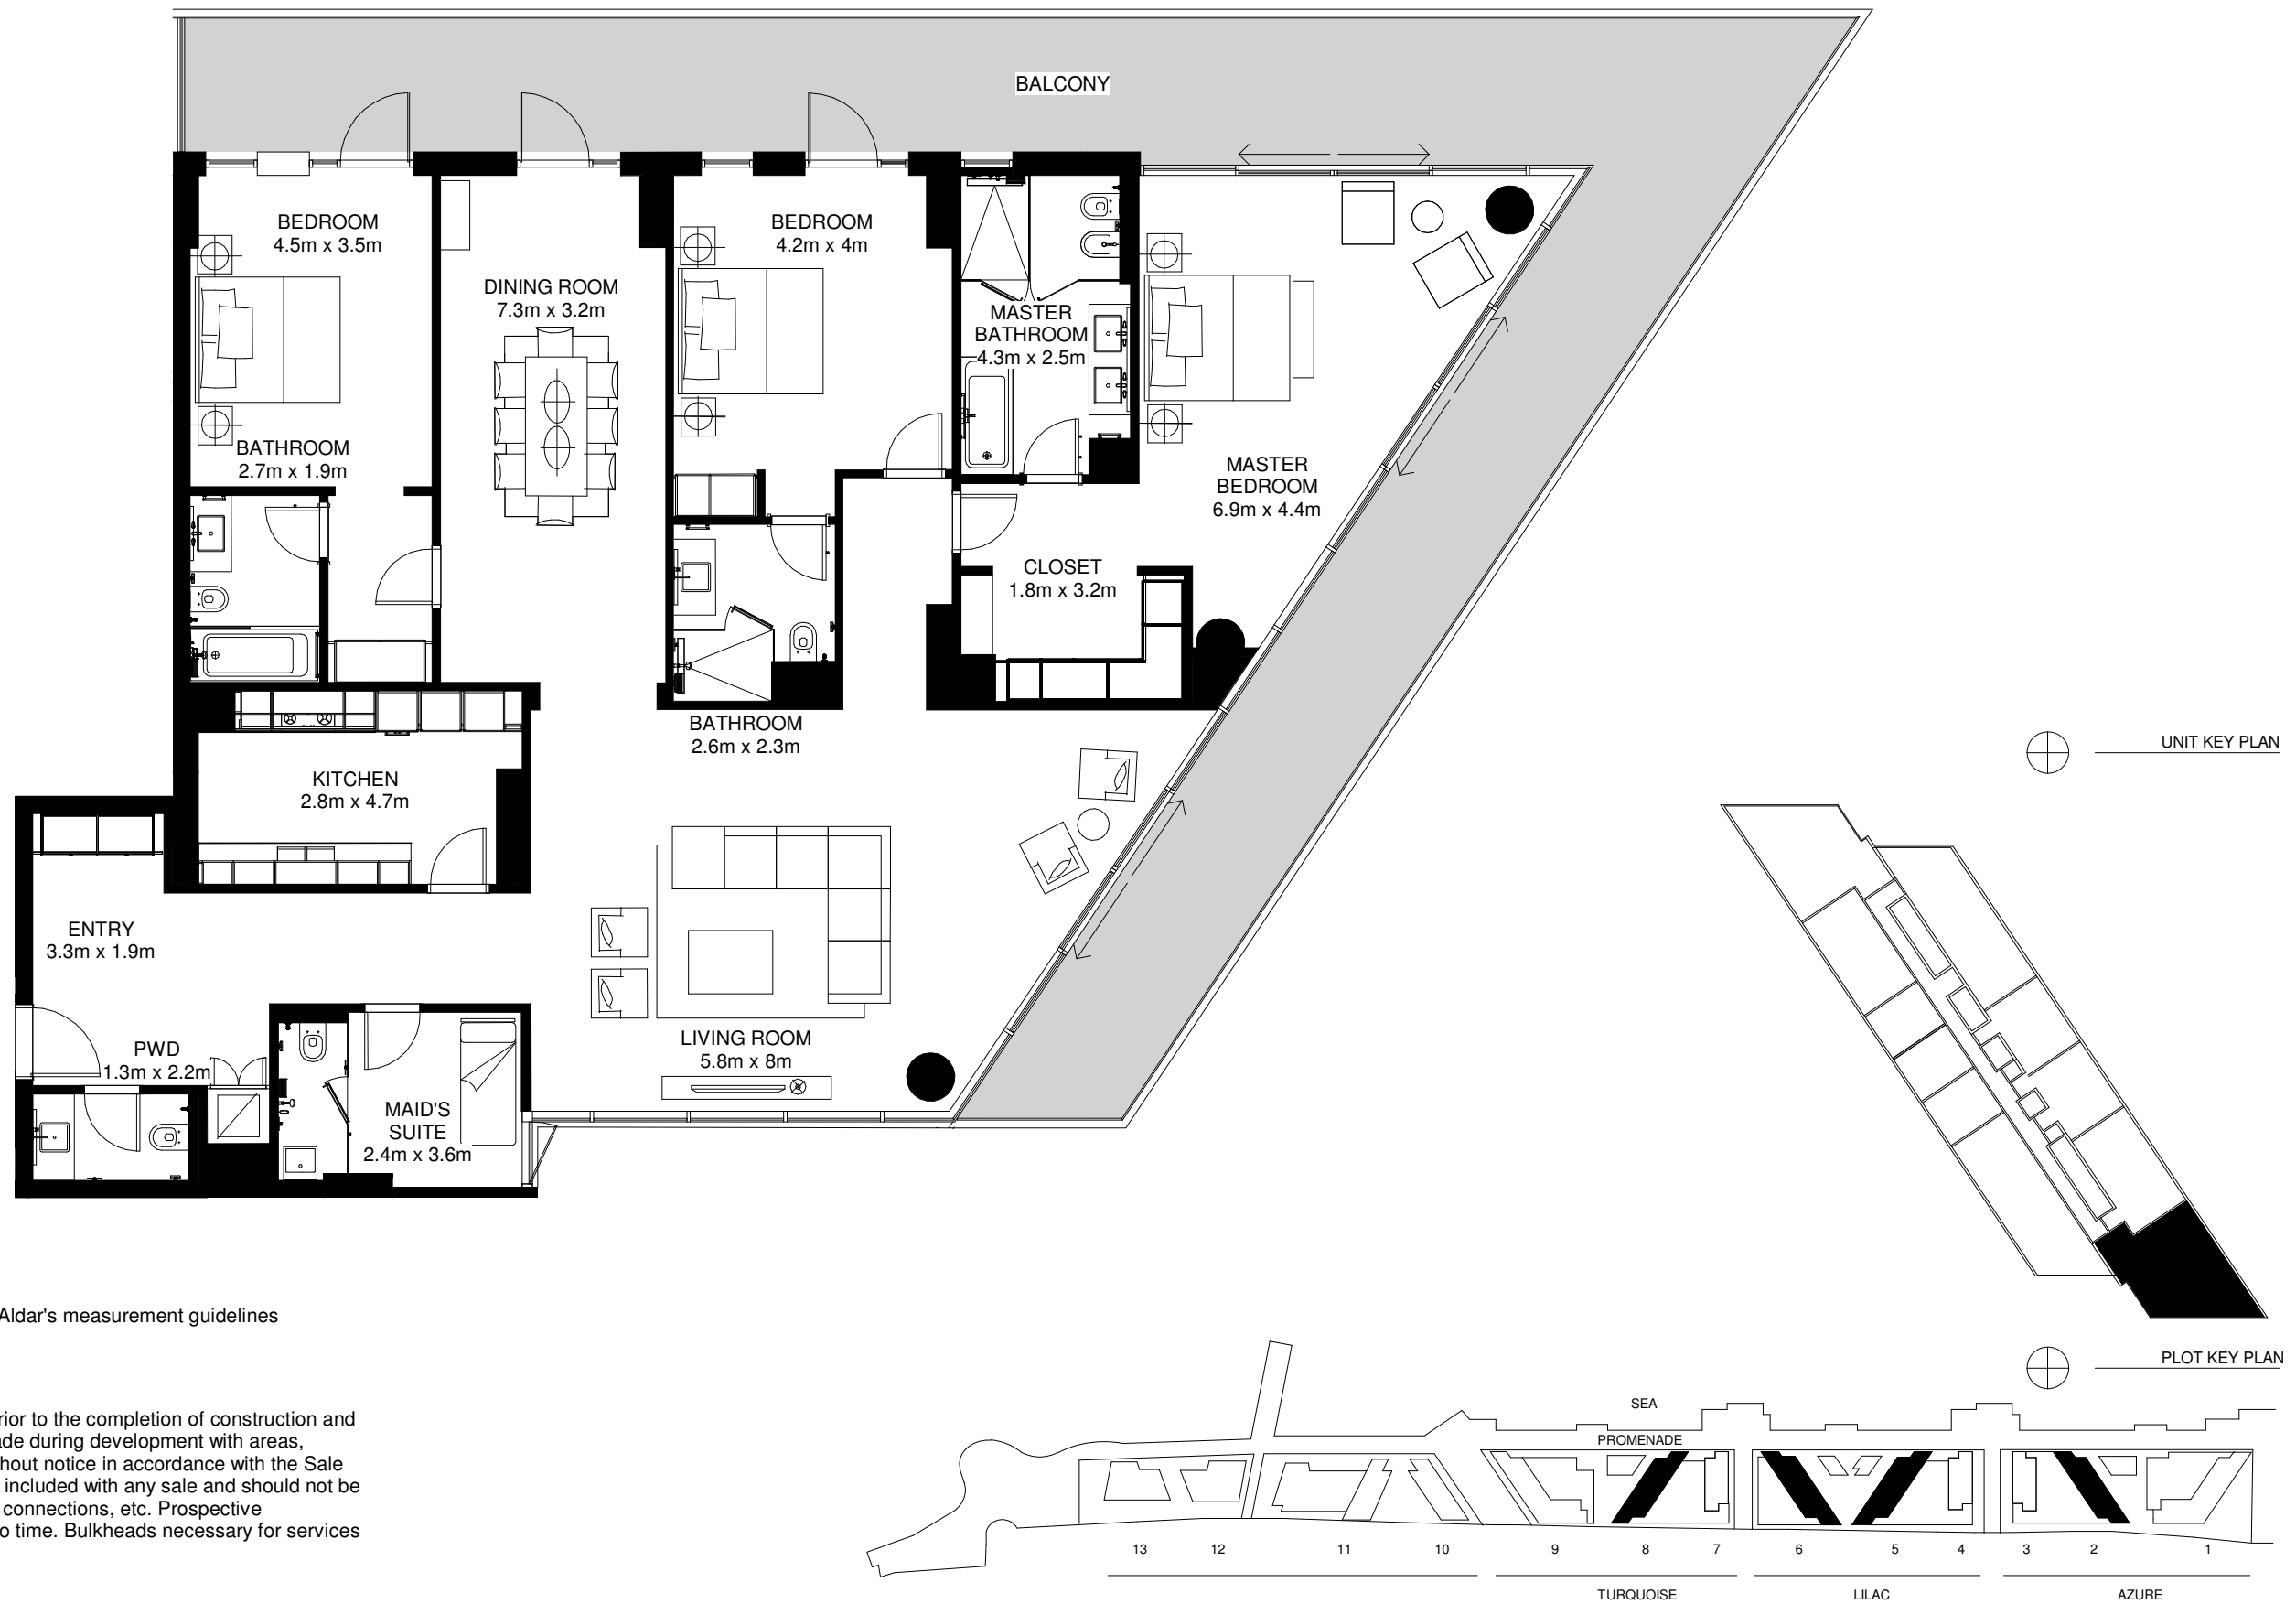 BALCONY
BEDROOM
4.5m x 3.5m
DINING ROOM
7.3m x 3.2m
BEDROOM
4.2m x 4m
MASTER
BATHROOM
4.3m x 2.5m
BATHROOM
2.7m x 1.9m
MASTER
BEDROOM
6.9m x 4.4m
CLOSET
1.8m x 3.2m
BATHROOM
2.6m x 2.3m
KITCHEN
2.8m x 4.7m
ENTRY
3.3m x 1.9m
PWD
1.3m x 2.2m
LIVING ROOM
5.8m x 8m
MAID'S
SUITE
2.4m x 3.6m
UNIT KEY PLAN
Aldar's measurement guidelines
rior to the completion of construction and
ade during development with areas,
hout notice in accordance with the Sale
included with any sale and should not be
connections, etc. Prospective
o time. Bulkheads necessary for services
PLOT KEY PLAN
SEA
PROMENADE
13 12 11 10 9 8 7 6 5 4 3 2 1
TURQUOISE LILAC AZURE